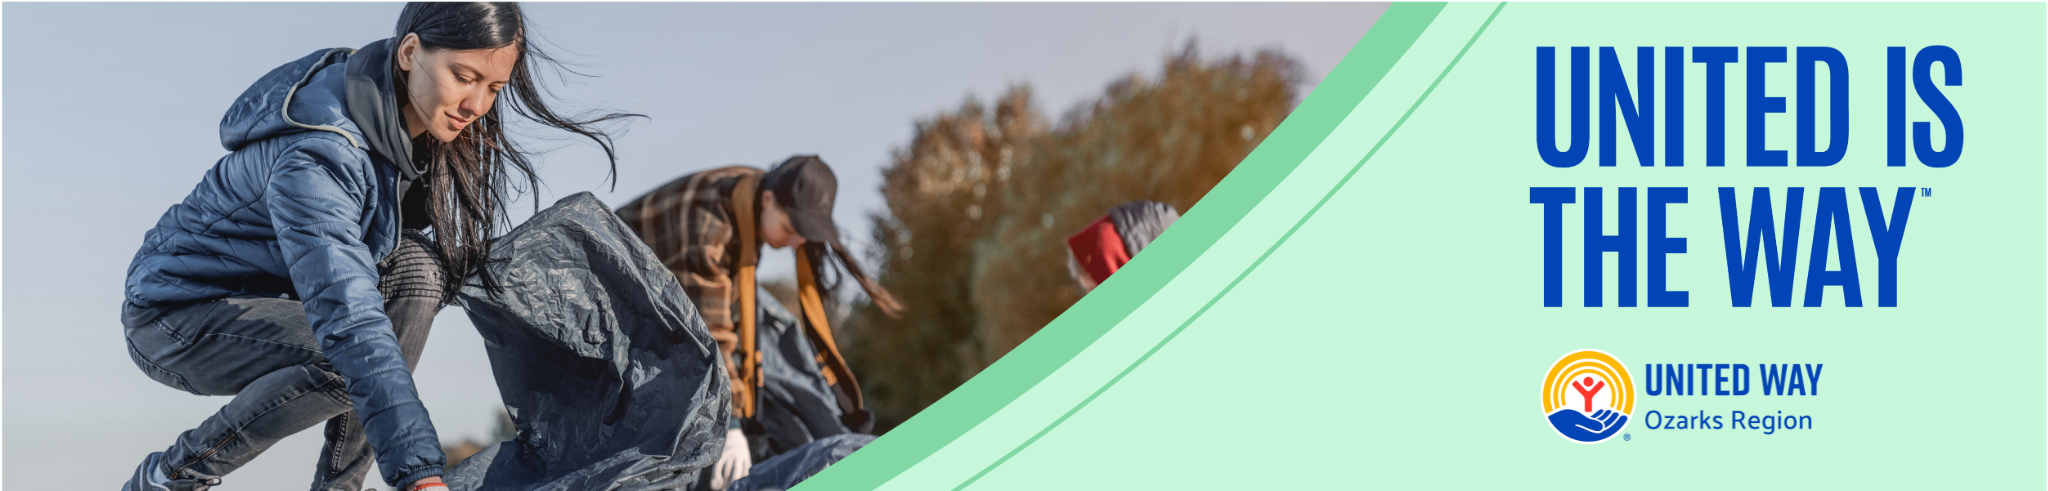 UNITED IS
THE WAY™
UNITED WAY
Ozarks Region
®